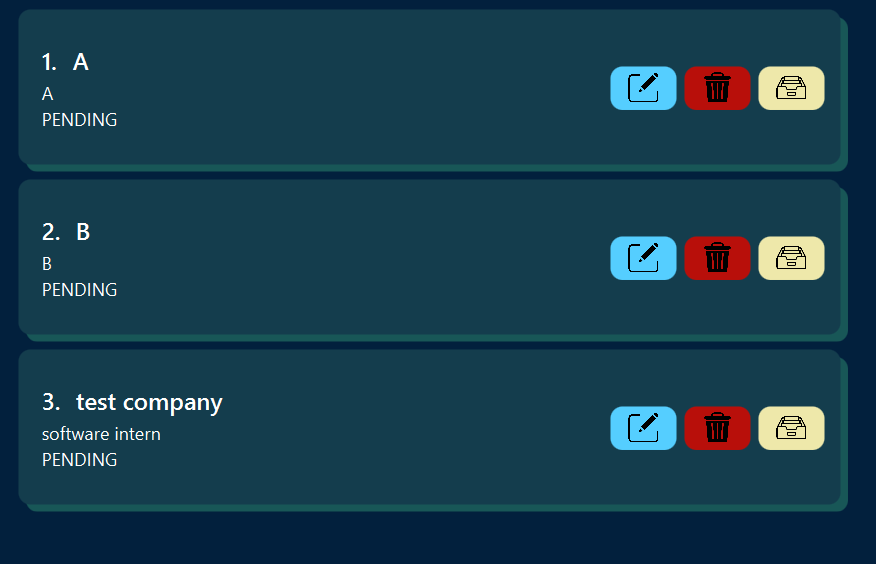 1. A
A
PENDING
2. B
B
PENDING
3. test company
software intern
PENDING